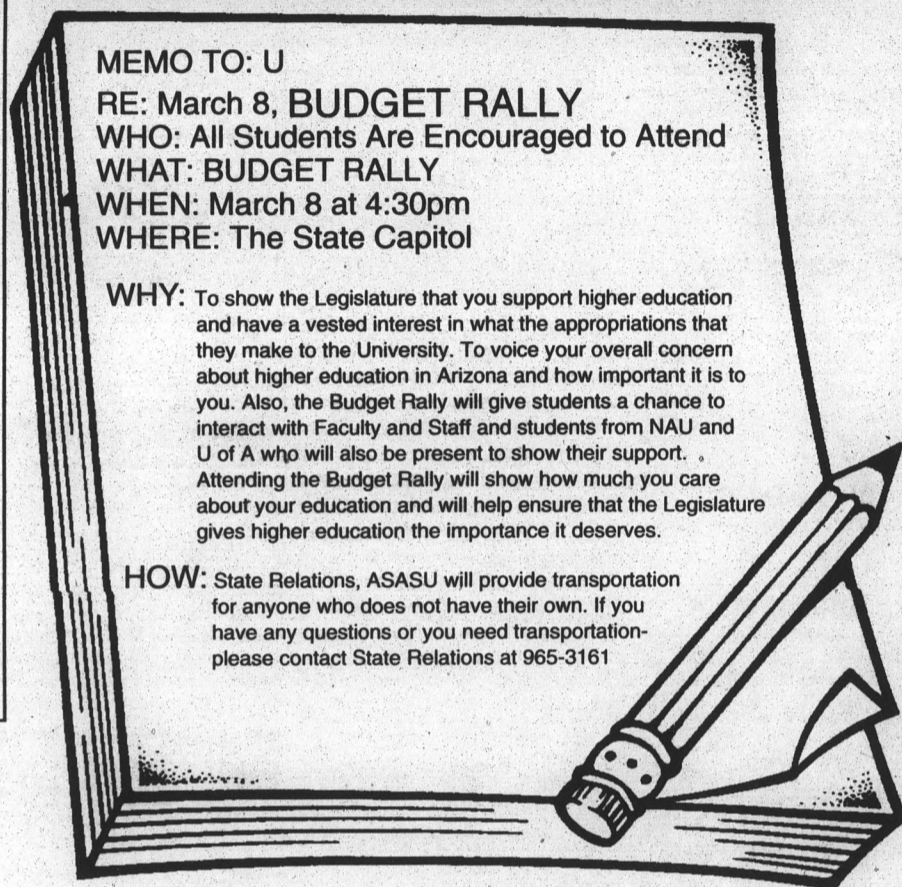 MEMO TO: U
RE: March 8, BUDGET RALLY
WHO: All Students Are Encouraged to Attend
WHAT: BUDGET RALLY
WHEN: March 8 at 4:30pm
WHERE: The State Capitol
WHY: To show the Legislature that you support higher education
and have a vested interest in what the appropriations that
they make to the University. To voice your overall concern
about higher education in Arizona and how important it is to
you. Also, the Budget Rally will give students a chance to
interact with Faculty and Staff and students from NAU and
U of A who will also be present to show their support.
Attending the Budget Rally will show how much you care
about your education and will help ensure that the Legislature
gives higher education the importance it deserves.
HOW: State Relations, ASASU will provide transportation
for anyone who does not have their own. If you
have any questions or you need transportation-
please contact State Relations at 965-3161